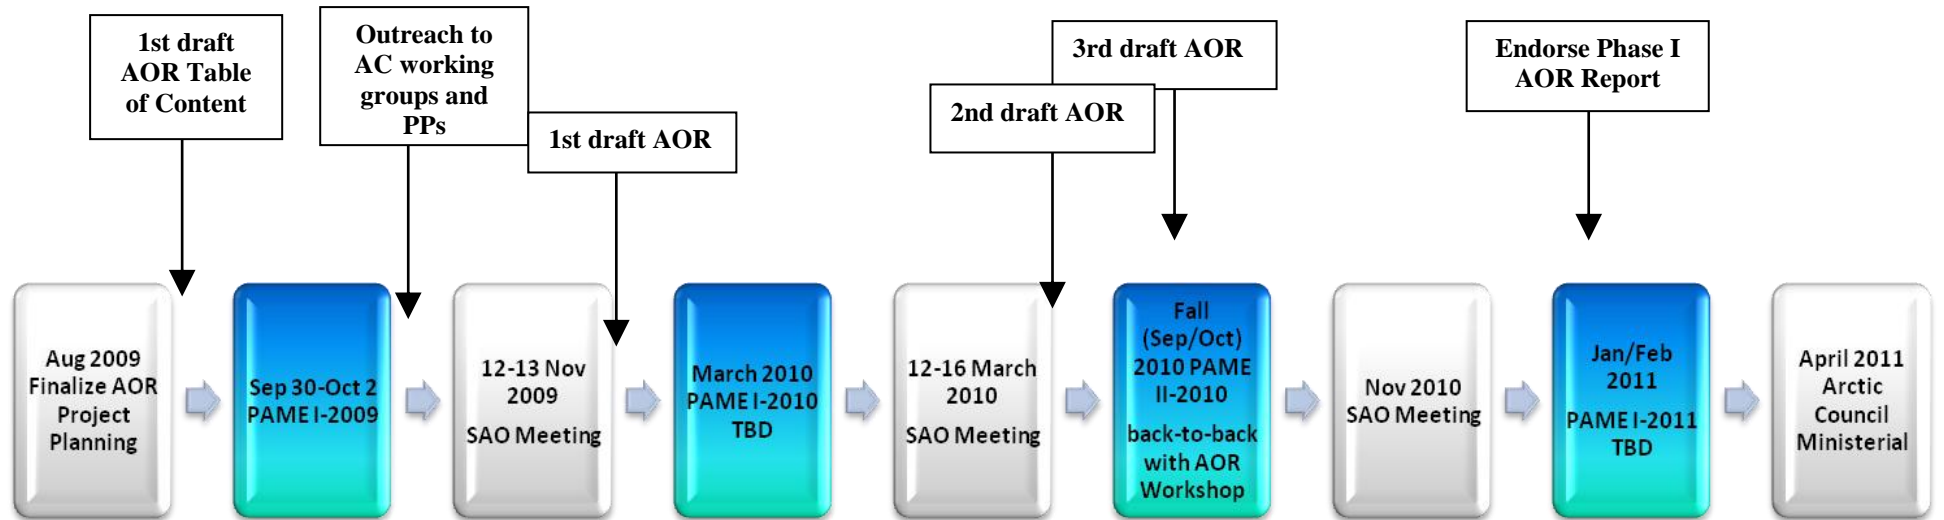 1st draft
AOR Table
of Content
Outreach to
AC working
groups and
PPs
1st draft AOR
2nd draft AOR
3rd draft AOR
Endorse Phase I
AOR Report
Aug 2009
Finalize AOR
Project
Planning
Sep 30-Oct 2
PAME I-2009
12-13 Nov
2009
SAO Meeting
March 2010
PAME I-2010
TBD
12-16 March
2010
SAO Meeting
Fall
(Sep/Oct)
2010 PAME
II-2010
back-to-back
with AOR
Workshop
Nov 2010
SAO Meeting
Jan/Feb
2011
PAME I-2011
TBD
April 2011
Arctic
Council
Ministerial